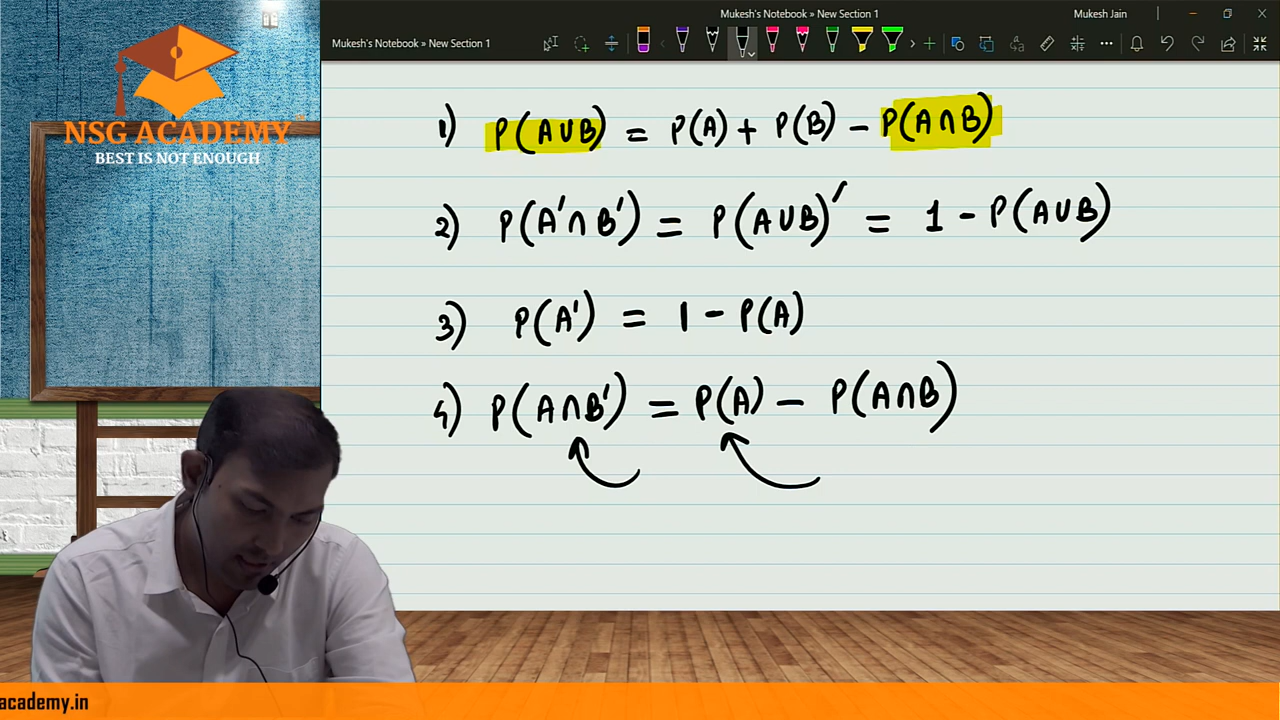 Mukesh's Notebook » New Section 1
Mukesh Jain
Mukesh's Notebook » New Section 1
NSG ACADEMY
BEST IS NOT ENOUGH
1) P(A∪B) = P(A) + P(B) − P(A∩B)
2) P(A'∩B') = P(A∪B)' = 1 - P(A∪B)
3) P(A') = 1 - P(A)
4) P(A∩B') = P(A) − P(A∩B)
academy.in